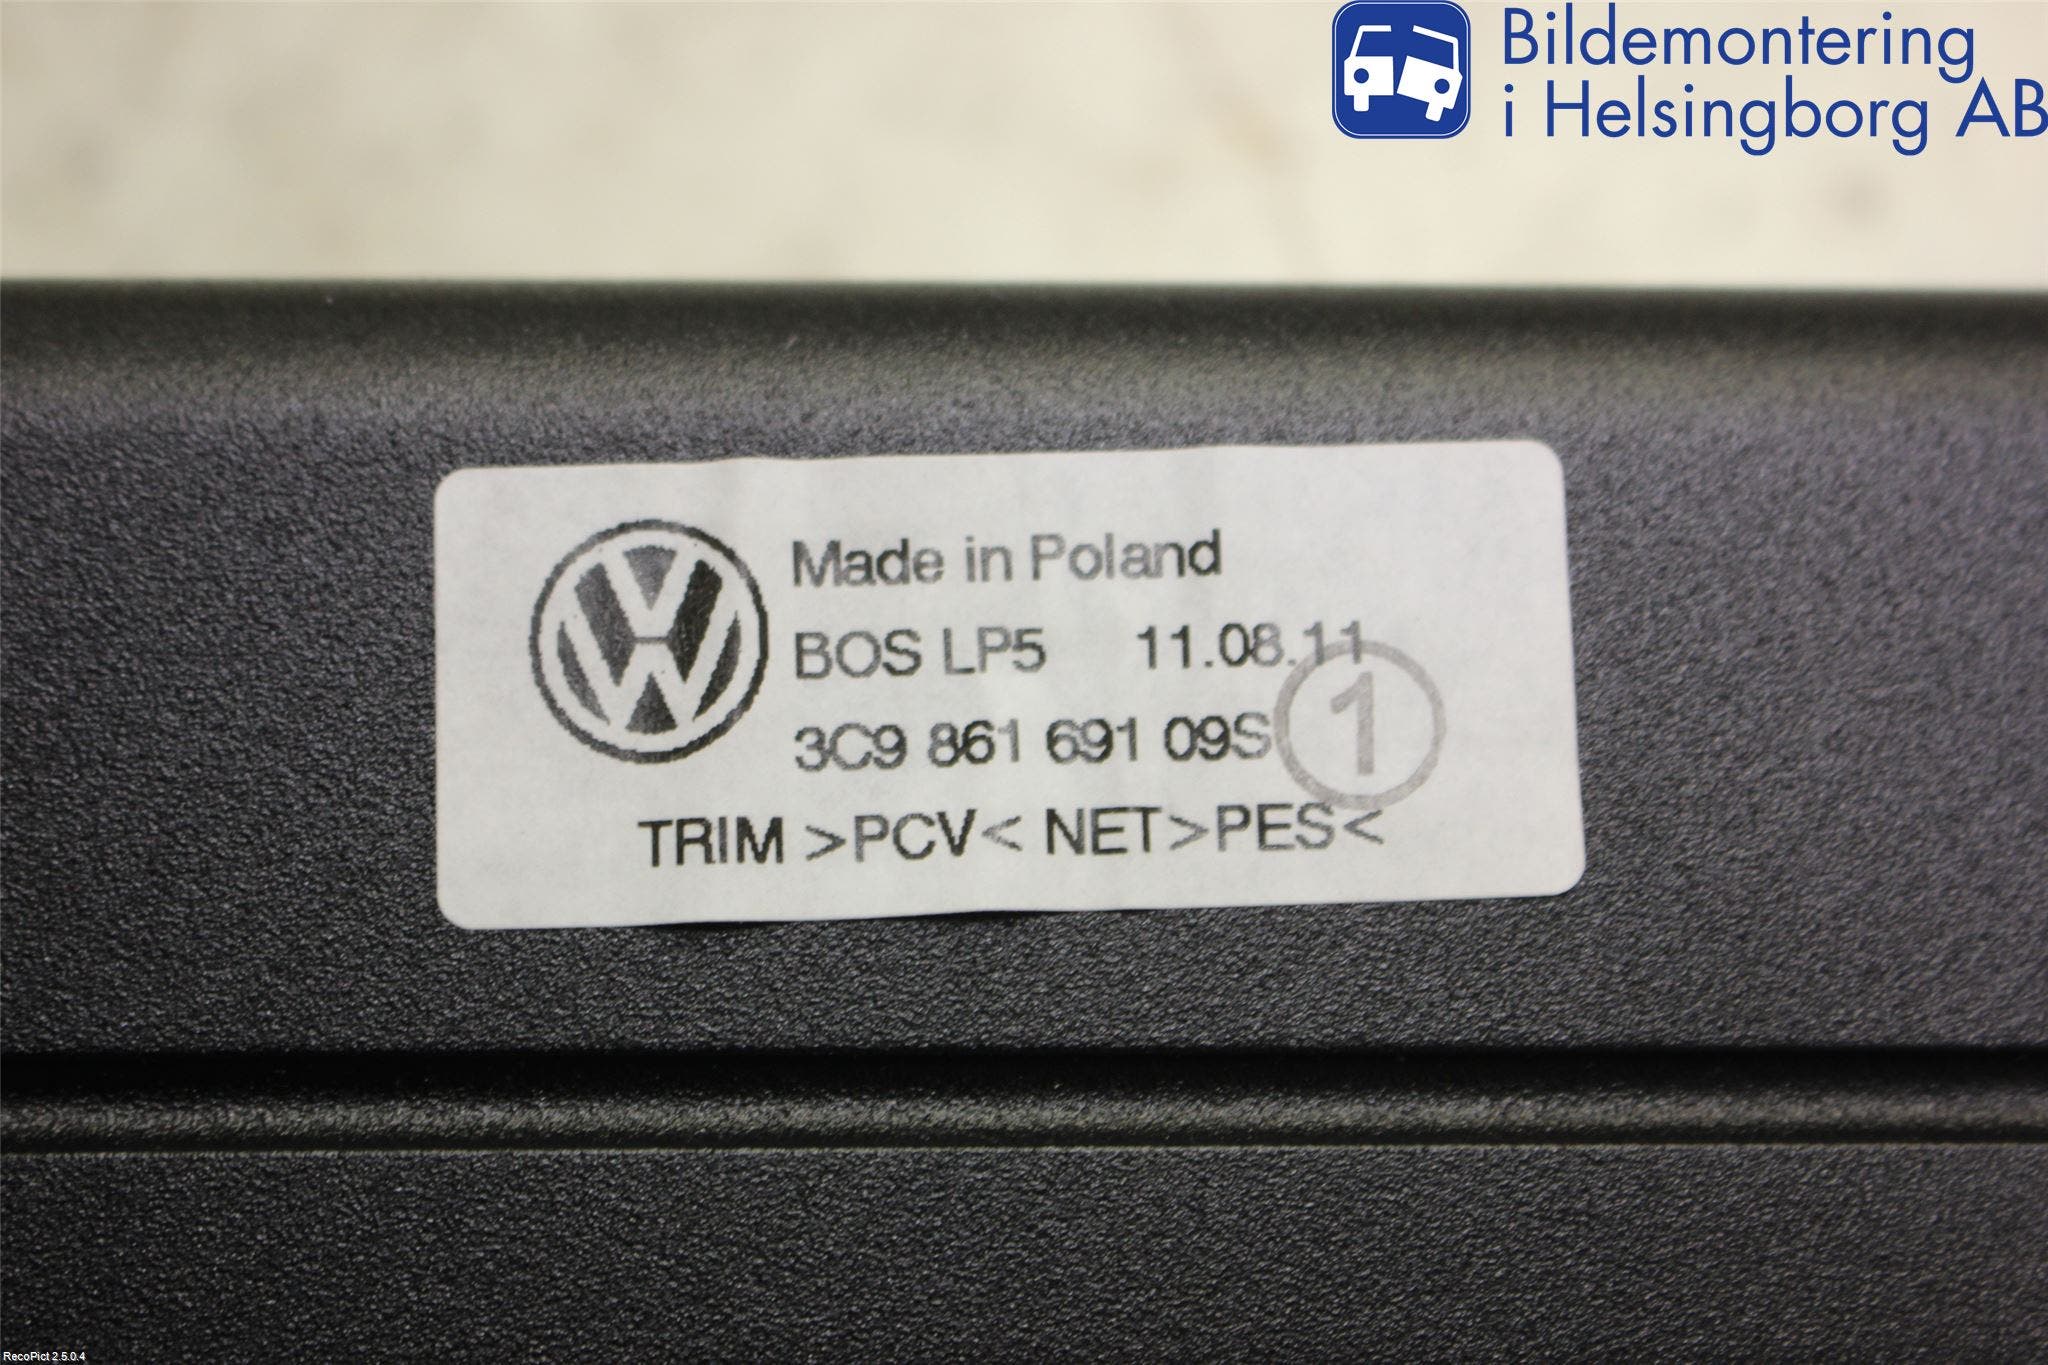 Bildemontering
i Helsingborg AB
Made in Poland
BOS LP5 11.08.11
3C9 861 691 09S
1
TRIM >PCV< NET>PES<
RecoPict 2.5.0.4